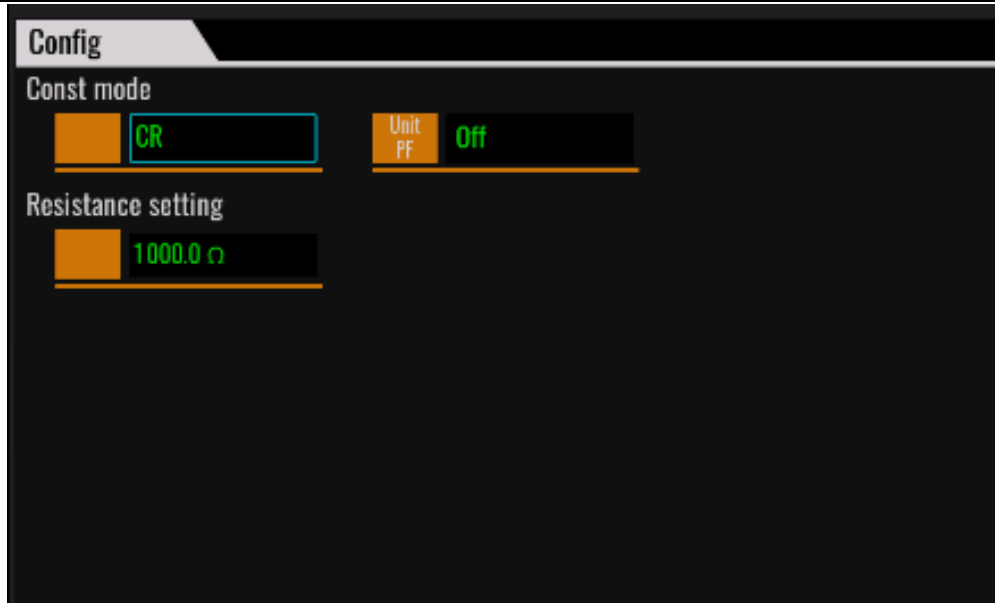 Config
Const mode
CR
Unit
PF
Off
Resistance setting
1000.0 Ω